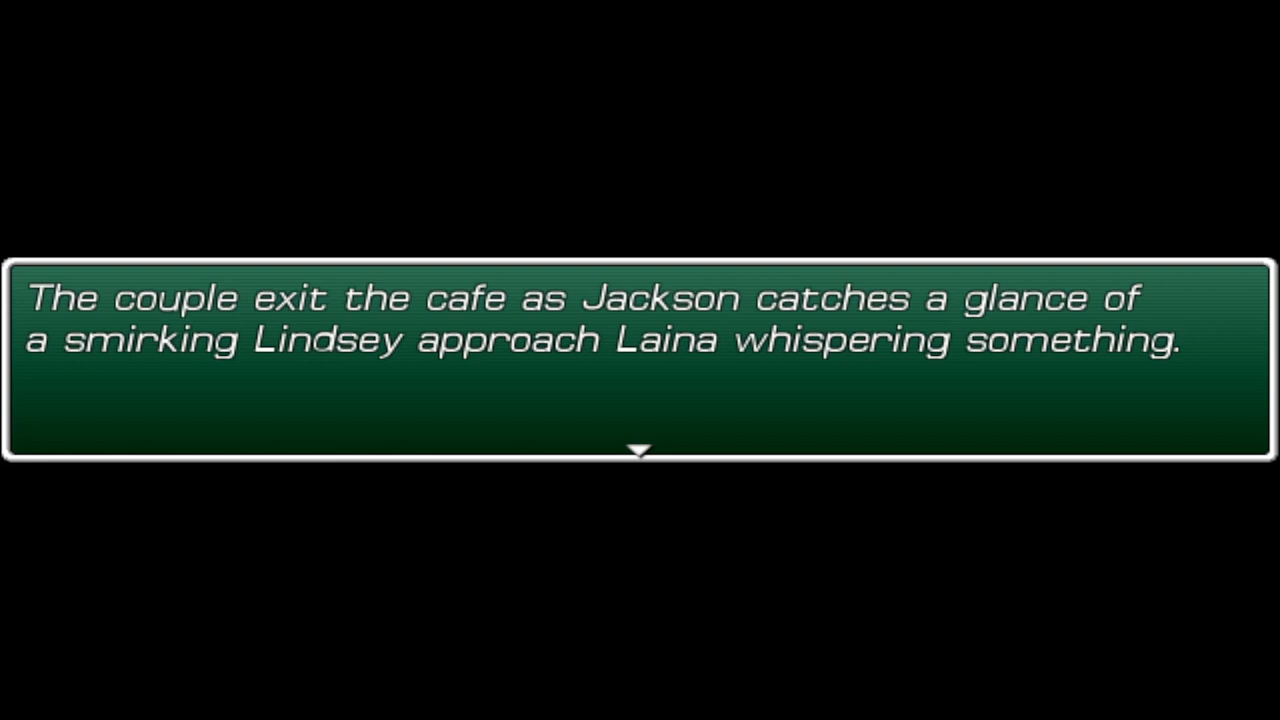 The couple exit the cafe as Jackson catches a glance of
a smirking Lindsey approach Laina whispering something.